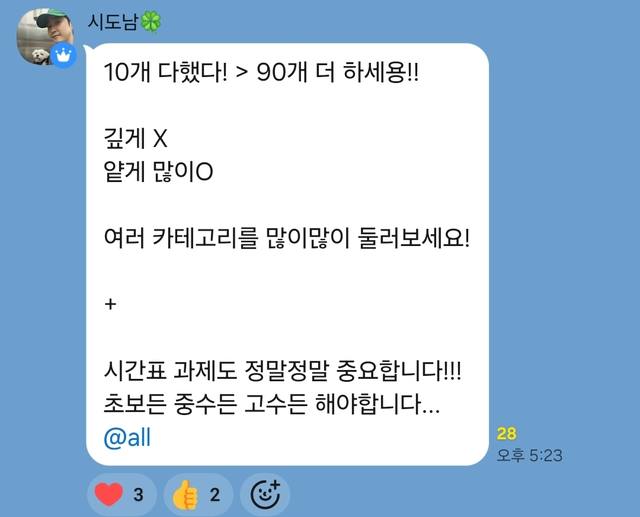 시도남🍀
10개 다했다! > 90개 더 하세용!!
깊게 X
얕게 많이O
여러 카테고리를 많이많이 둘러보세요!
+
시간표 과제도 정말정말 중요합니다!!!
초보든 중수든 고수든 해야합니다...
@all
28
오후 5:23
3
2